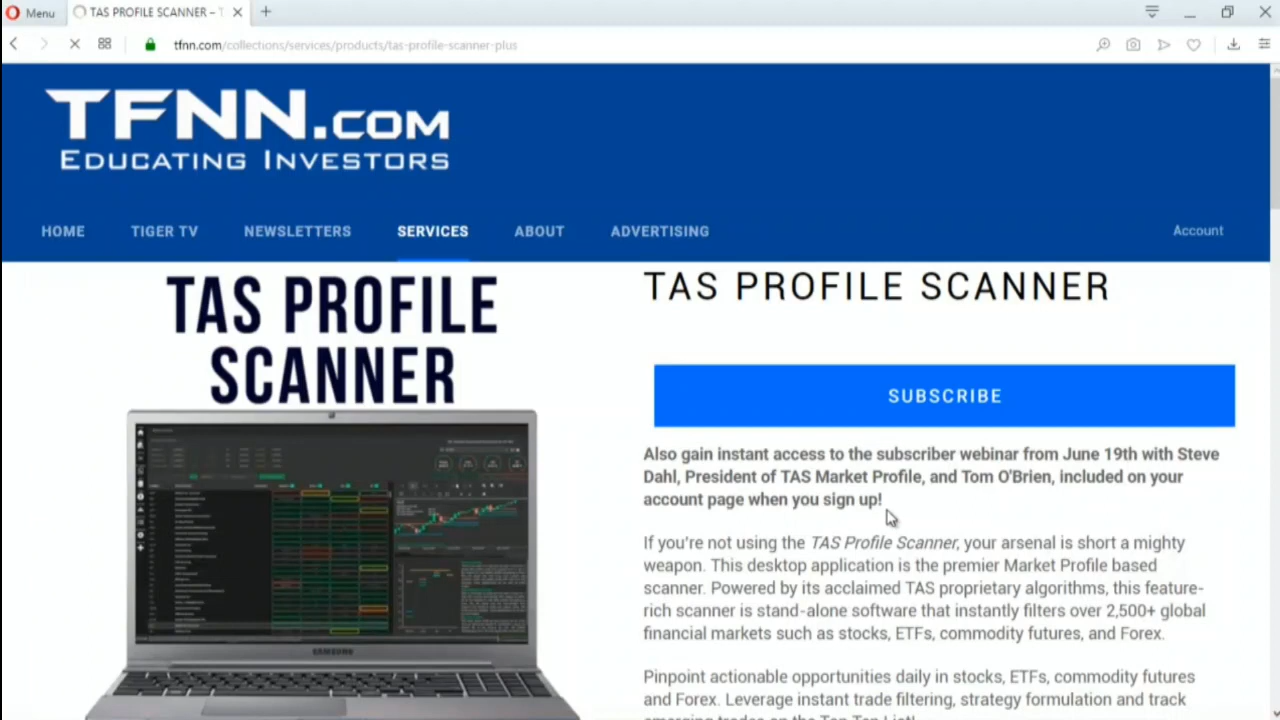 Menu
TAS PROFILE SCANNER – T
tfnn.com/collections/services/products/tas-profile-scanner-plus
TFNN.COM
EDUCATING INVESTORS
HOME TIGER TV NEWSLETTERS SERVICES ABOUT ADVERTISING Account
TAS PROFILE
SCANNER
SAMSUNG
TAS PROFILE SCANNER
SUBSCRIBE
Also gain instant access to the subscriber webinar from June 19th with Steve
Dahl, President of TAS Market Profile, and Tom O'Brien, included on your
account page when you sign up!
If you're not using the TAS Profile Scanner, your arsenal is short a mighty
weapon. This desktop application is the premier Market Profile based
scanner. Powered by its acclaimed TAS proprietary algorithms, this feature-
rich scanner is stand-alone software that instantly filters over 2,500+ global
financial markets such as stocks, ETFs, commodity futures, and Forex.
Pinpoint actionable opportunities daily in stocks, ETFs, commodity futures
and Forex. Leverage instant trade filtering, strategy formulation and track
emerging trades on the Top Ten List!